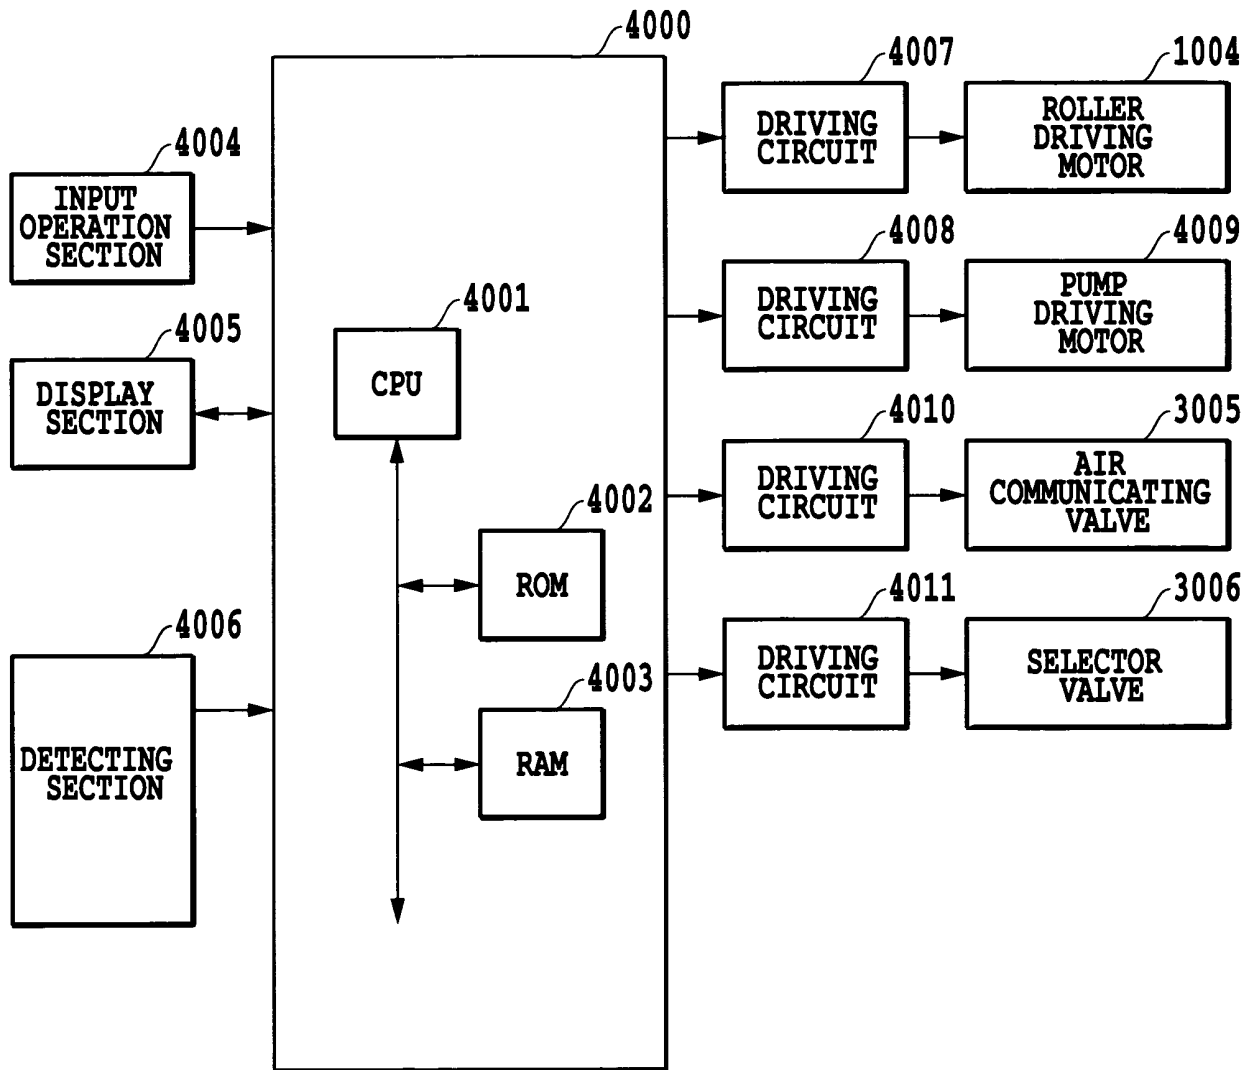 4000
4004
INPUT
OPERATION
SECTION
4005
DISPLAY
SECTION
4006
DETECTING
SECTION
4001
CPU
4002
ROM
4003
RAM
4007
DRIVING
CIRCUIT
1004
ROLLER
DRIVING
MOTOR
4008
DRIVING
CIRCUIT
4009
PUMP
DRIVING
MOTOR
4010
DRIVING
CIRCUIT
3005
AIR
COMMUNICATING
VALVE
4011
DRIVING
CIRCUIT
3006
SELECTOR
VALVE